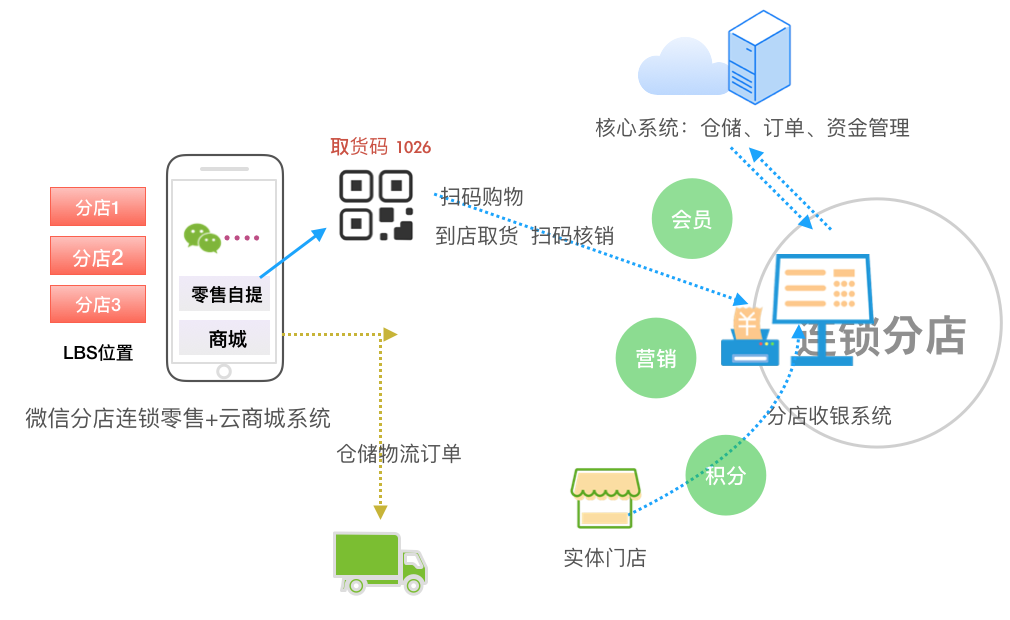 核心系统：仓储、订单、资金管理
取货码 1026
扫码购物
到店取货 扫码核销
会员
分店1
分店2
分店3
LBS位置
零售自提
商城
微信分店连锁零售+云商城系统
仓储物流订单
营销
¥
连锁分店
分店收银系统
积分
实体门店